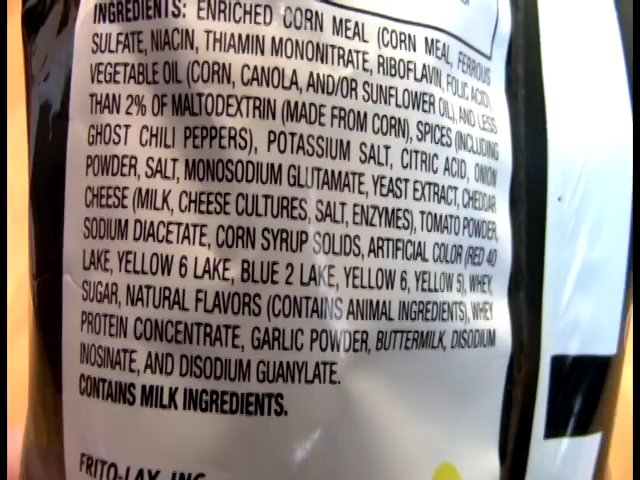 INGREDIENTS: ENRICHED CORN MEAL (CORN MEAL, FERROUS
SULFATE, NIACIN, THIAMIN MONONITRATE, RIBOFLAVIN, FOLIC ACID),
VEGETABLE OIL (CORN, CANOLA, AND/OR SUNFLOWER OIL), AND LESS
THAN 2% OF MALTODEXTRIN (MADE FROM CORN), SPICES (INCLUDING
GHOST CHILI PEPPERS), POTASSIUM SALT, CITRIC ACID, ONION
POWDER, SALT, MONOSODIUM GLUTAMATE, YEAST EXTRACT, CHEDDAR
CHEESE (MILK, CHEESE CULTURES, SALT, ENZYMES), TOMATO POWDER,
SODIUM DIACETATE, CORN SYRUP SOLIDS, ARTIFICIAL COLOR (RED 40
LAKE, YELLOW 6 LAKE, BLUE 2 LAKE, YELLOW 6, YELLOW 5), WHEY,
SUGAR, NATURAL FLAVORS (CONTAINS ANIMAL INGREDIENTS), WHEY
PROTEIN CONCENTRATE, GARLIC POWDER, BUTTERMILK, DISODIUM
INOSINATE, AND DISODIUM GUANYLATE.
CONTAINS MILK INGREDIENTS.
FRITO-LAY, INC.